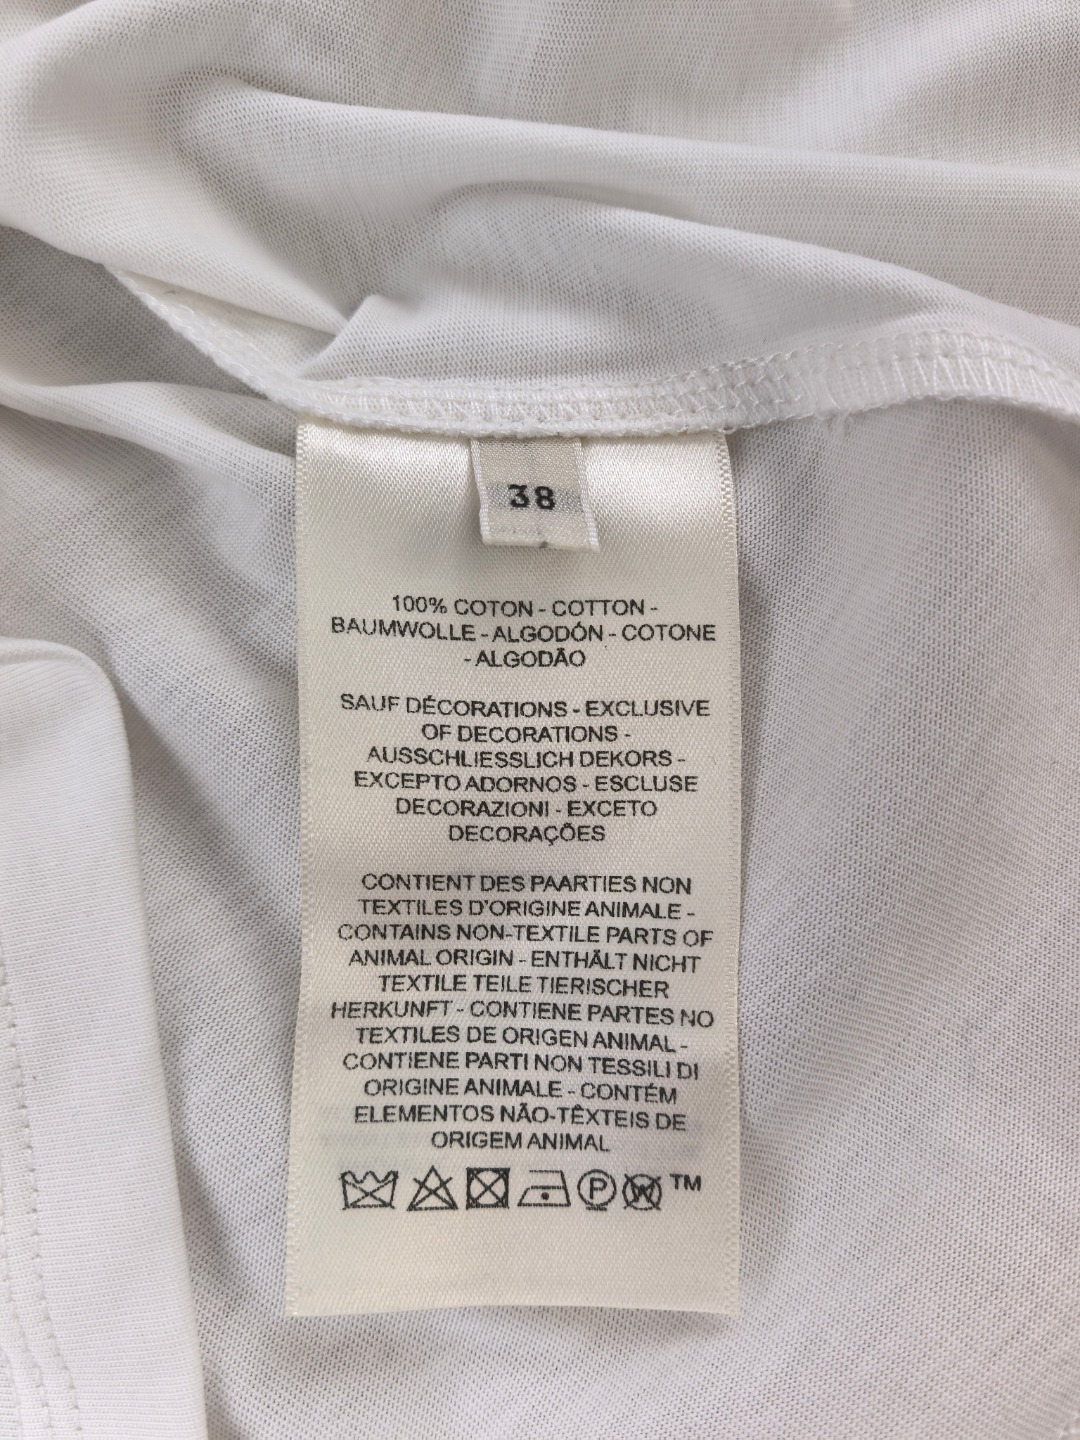 38
100% COTON - COTTON -
BAUMWOLLE - ALGODÓN - COTONE
- ALGODÃO
SAUF DÉCORATIONS - EXCLUSIVE
OF DECORATIONS -
AUSSCHLIESSLICH DEKORS -
EXCEPTO ADORNOS - ESCLUSE
DECORAZIONI - EXCETO
DECORAÇÕES
CONTIENT DES PAARTIES NON
TEXTILES D'ORIGINE ANIMALE -
CONTAINS NON-TEXTILE PARTS OF
ANIMAL ORIGIN - ENTHÄLT NICHT
TEXTILE TEILE TIERISCHER
HERKUNFT - CONTIENE PARTES NO
TEXTILES DE ORIGEN ANIMAL -
CONTIENE PARTI NON TESSILI DI
ORIGINE ANIMALE - CONTÉM
ELEMENTOS NÃO-TÊXTEIS DE
ORIGEM ANIMAL
P W ™